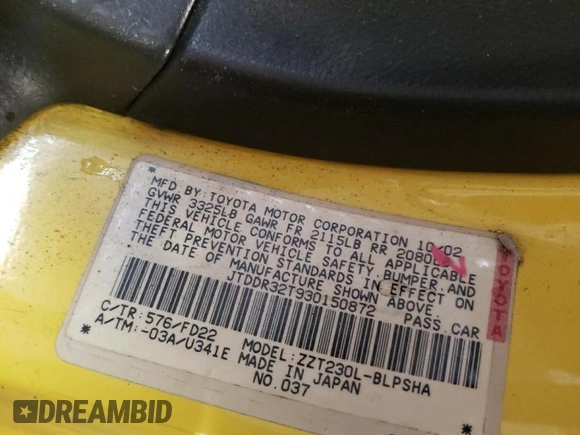 MFD BY: TOYOTA MOTOR CORPORATION 10/02
GVWR 3325LB GAWR FR 2115LB RR 2080LB
THIS VEHICLE CONFORMS TO ALL APPLICABLE
FEDERAL MOTOR VEHICLE SAFETY, BUMPER, AND
THEFT PREVENTION STANDARDS IN EFFECT ON
THE DATE OF MANUFACTURE SHOWN ABOVE.
*JTDDR32T930150872* PASS.CAR
C/TR: 576/FD22 MODEL: ZZT230L-BLPSHA
A/TM: -03A/U341E MADE IN JAPAN
NO. 037
TOYOTA
DREAMBID